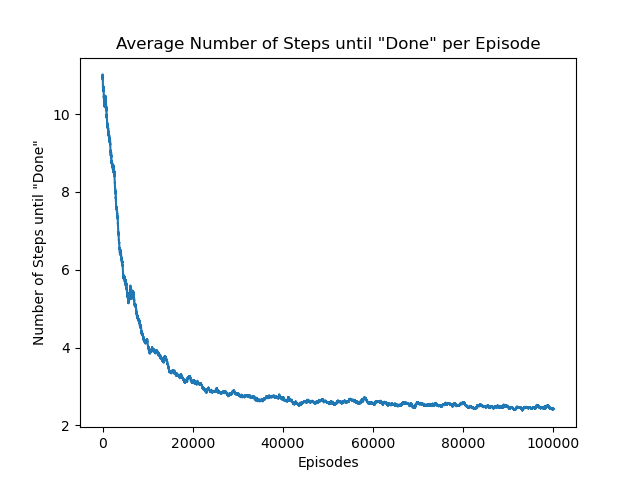 Average Number of Steps until "Done" per Episode
Number of Steps until "Done"
10
8
6
4
2
0 20000 40000 60000 80000 100000
Episodes